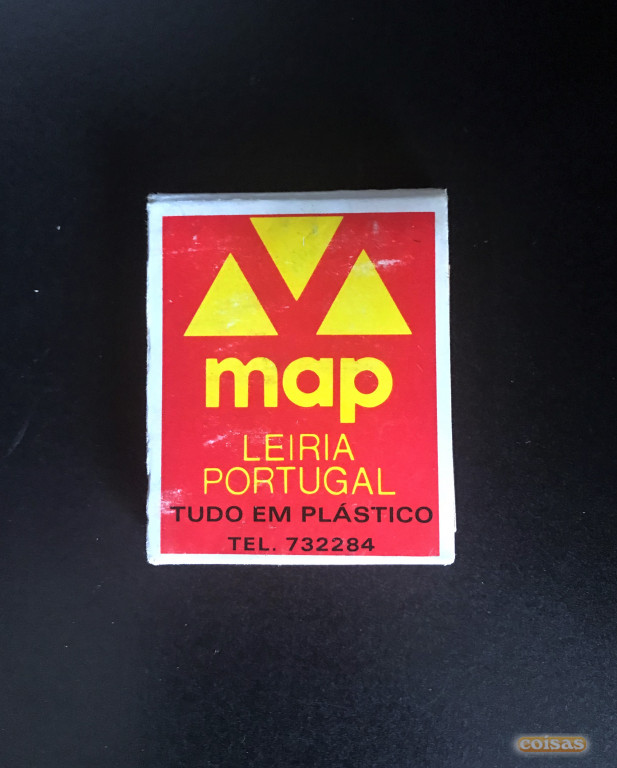 map
LEIRIA
PORTUGAL
TUDO EM PLÁSTICO
TEL. 732284
coisas